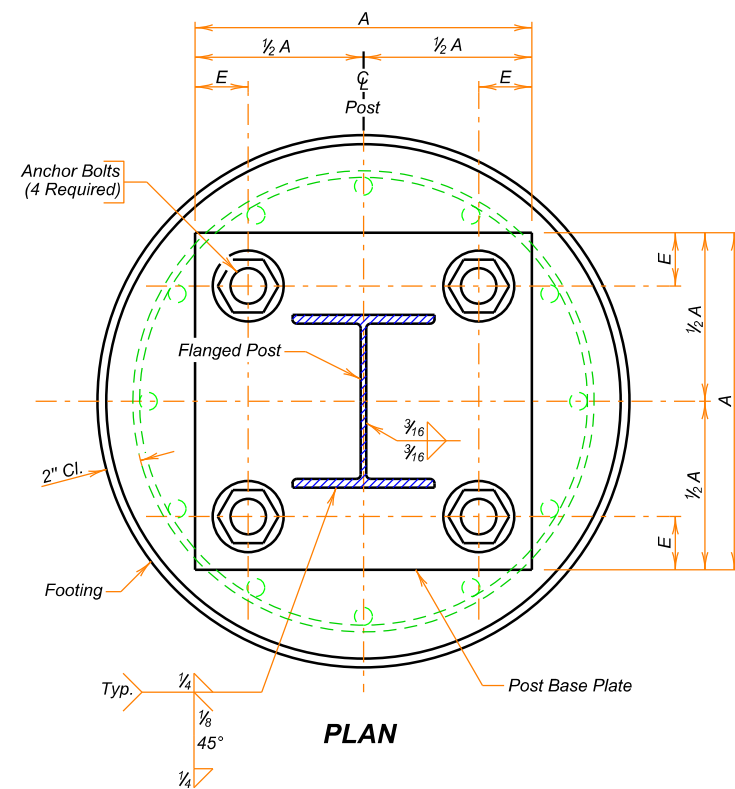 A
½ A
½ A
E
℄
E
Post
Anchor Bolts
(4 Required)
E
½ A
Flanged Post
A
3/16
3/16
2" Cl.
½ A
E
Footing
Typ.
¼
Post Base Plate
⅛
45°
PLAN
¼